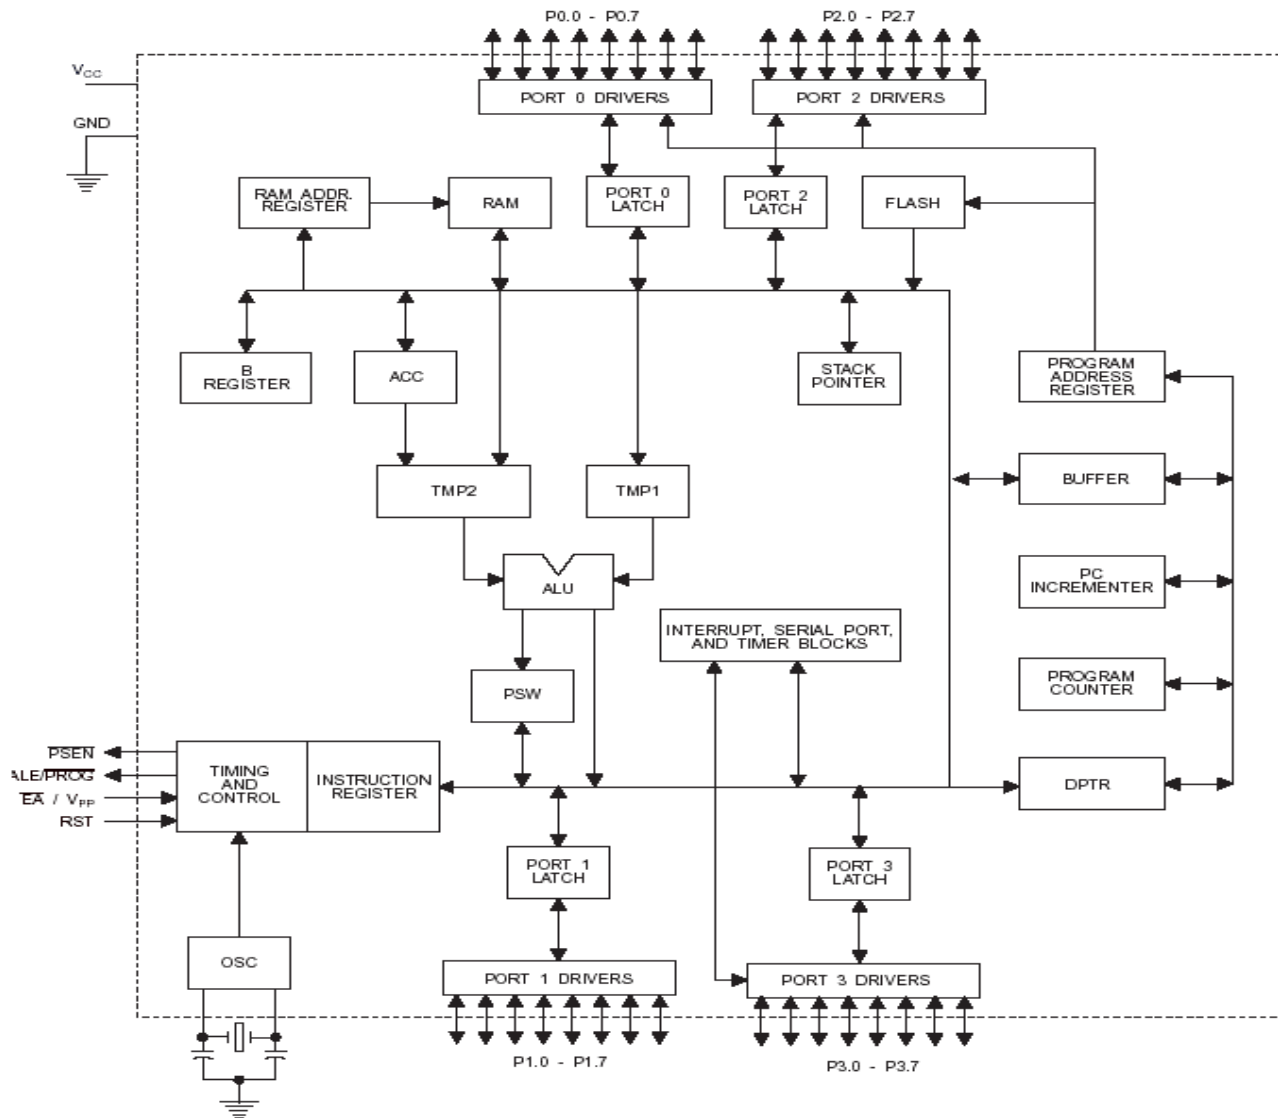 P0.0 - P0.7
P2.0 - P2.7
VCC
PORT 0 DRIVERS
PORT 2 DRIVERS
GND
RAM ADDR.
REGISTER
RAM
PORT 0
LATCH
PORT 2
LATCH
FLASH
B
REGISTER
ACC
STACK
POINTER
PROGRAM
ADDRESS
REGISTER
TMP2
TMP1
BUFFER
ALU
PC
INCREMENTER
INTERRUPT, SERIAL PORT,
AND TIMER BLOCKS
PSW
PROGRAM
COUNTER
PSEN
ALE/PROG
EA / VPP
RST
TIMING
AND
CONTROL
INSTRUCTION
REGISTER
DPTR
PORT 1
LATCH
PORT 3
LATCH
OSC
PORT 1 DRIVERS
PORT 3 DRIVERS
P1.0 - P1.7
P3.0 - P3.7